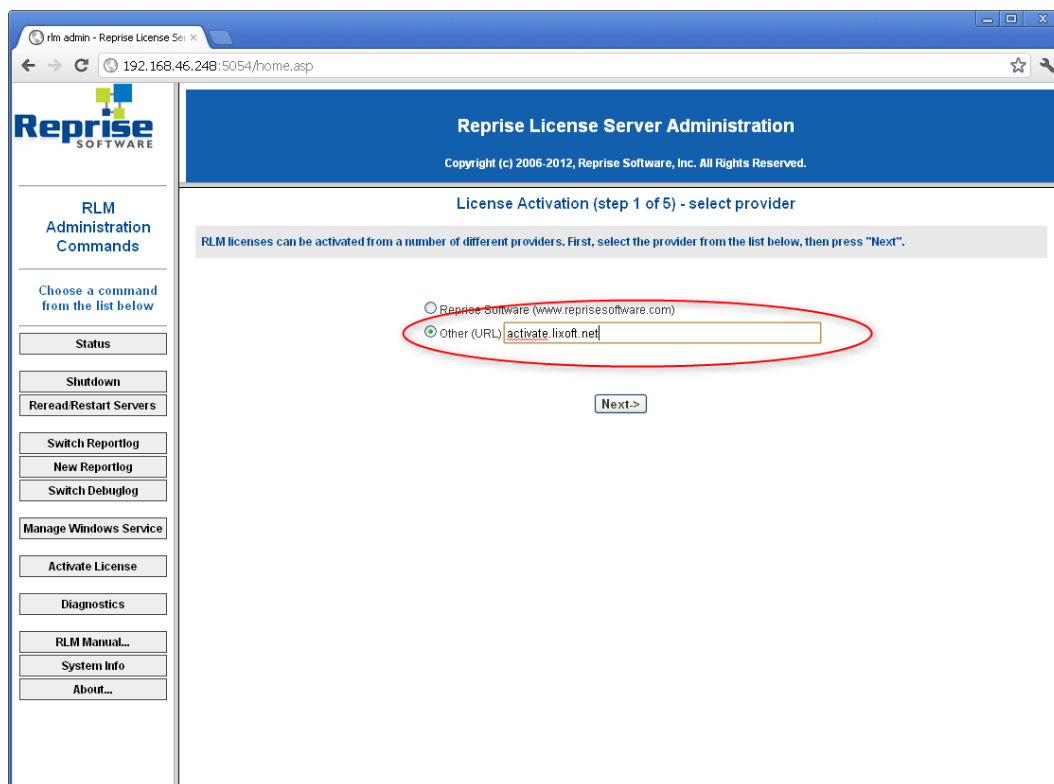 rlm admin - Reprise License Ser
192.168.46.248:5054/home.asp
Reprise
SOFTWARE
Reprise License Server Administration
Copyright (c) 2006-2012, Reprise Software, Inc. All Rights Reserved.
RLM
Administration
Commands
Choose a command
from the list below
Status
Shutdown
Reread/Restart Servers
Switch Reportlog
New Reportlog
Switch Debuglog
Manage Windows Service
Activate License
Diagnostics
RLM Manual...
System Info
About...
License Activation (step 1 of 5) - select provider
RLM licenses can be activated from a number of different providers. First, select the provider from the list below, then press "Next".
Reprise Software (www.reprisesoftware.com)
Other (URL) activate.lixoft.net
Next->